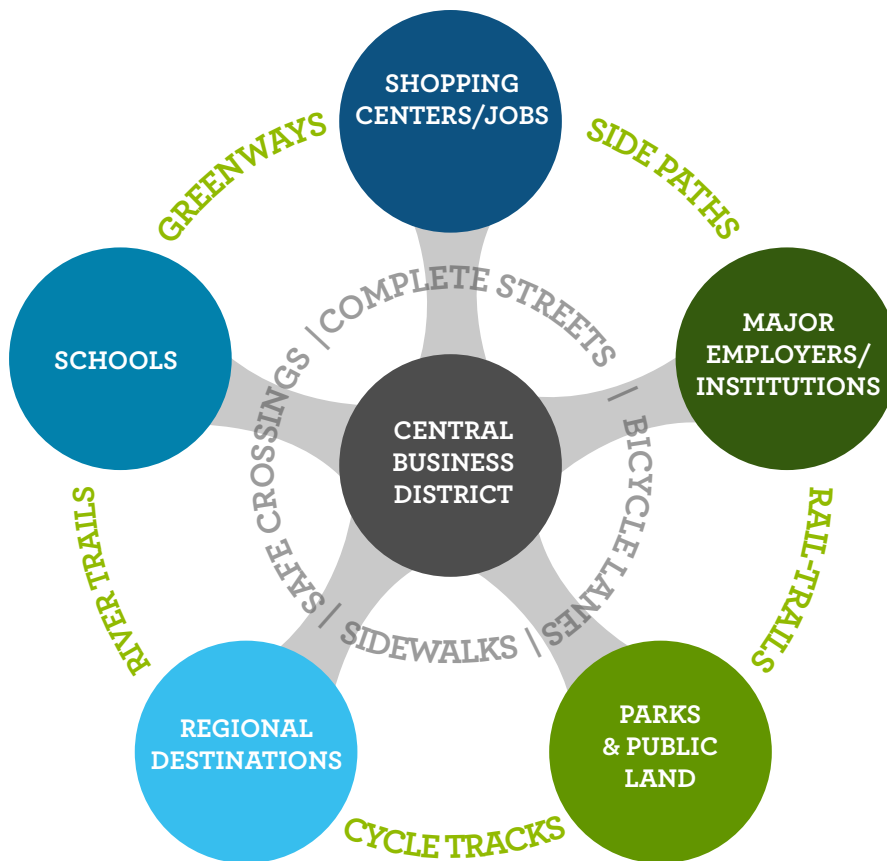 SHOPPING
CENTERS/JOBS
GREENWAYS
SIDE PATHS
SCHOOLS
MAJOR
EMPLOYERS/
INSTITUTIONS
SAFE CROSSINGS | COMPLETE STREETS | BICYCLE LANES | SIDEWALKS |
CENTRAL
BUSINESS
DISTRICT
RIVER TRAILS
RAIL-TRAILS
REGIONAL
DESTINATIONS
PARKS
& PUBLIC
LAND
CYCLE TRACKS